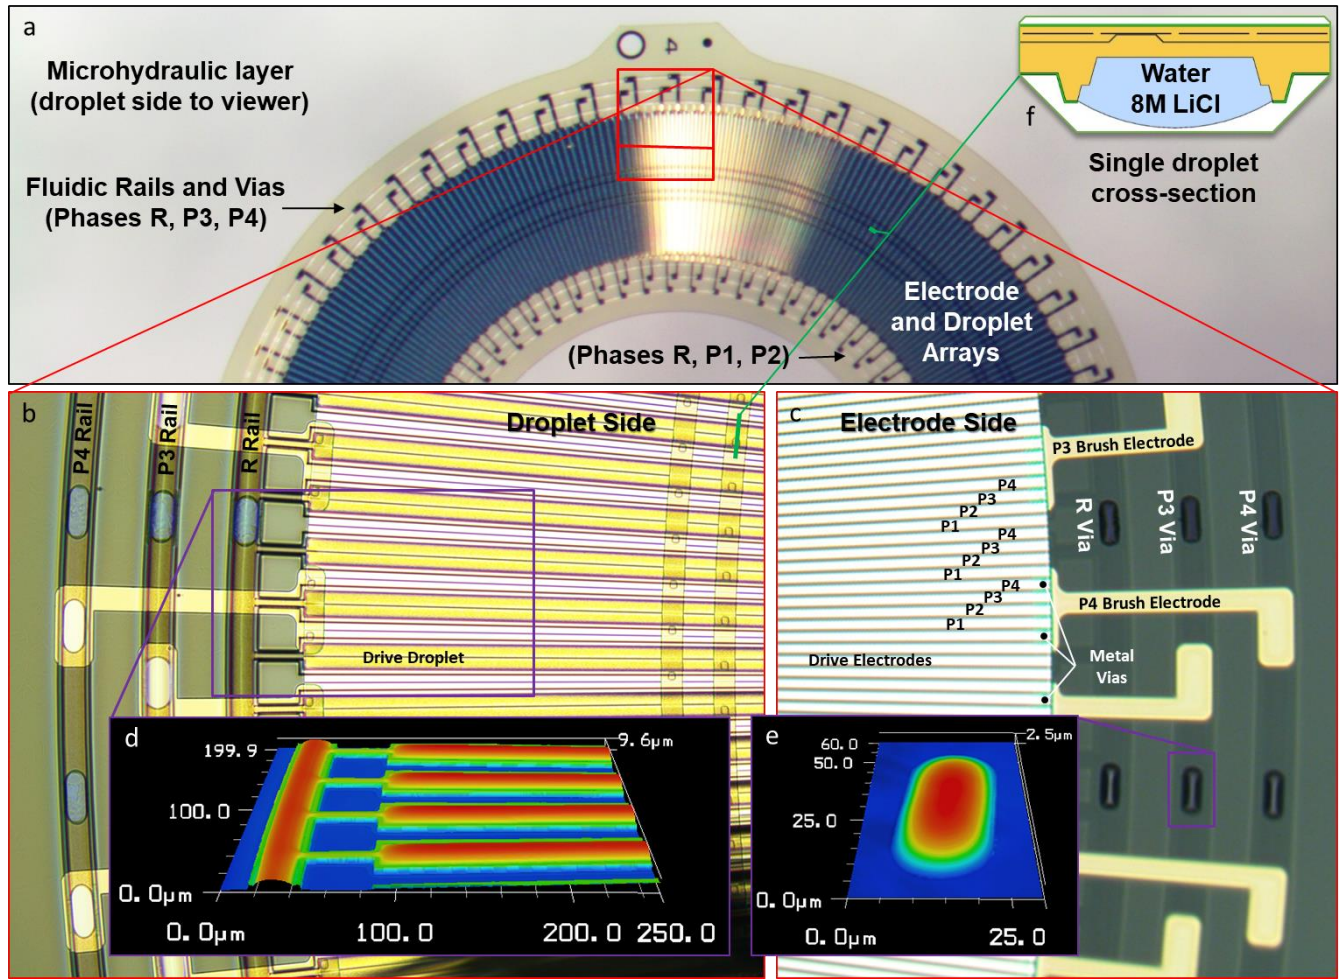 a
4
Microhydraulic layer
(droplet side to viewer)
Fluidic Rails and Vias
(Phases R, P3, P4)
(Phases R, P1, P2)
Electrode
and Droplet
Arrays
Water
8M LiCl
f
Single droplet
cross-section
b
P4 Rail
P3 Rail
R Rail
Droplet Side
Drive Droplet
c
Electrode Side
P3 Brush Electrode
P4
P3
P2
P1
P4
P3
P2
P1
P4
P3
P2
P1
R Via
P3 Via
P4 Via
P4 Brush Electrode
Drive Electrodes
Metal
Vias
d
199.9
9.6µm
100.0
0.0µm
0.0µm
100.0
200.0
250.0
e
60.0
2.5µm
50.0
25.0
0.0µm
0.0µm
25.0